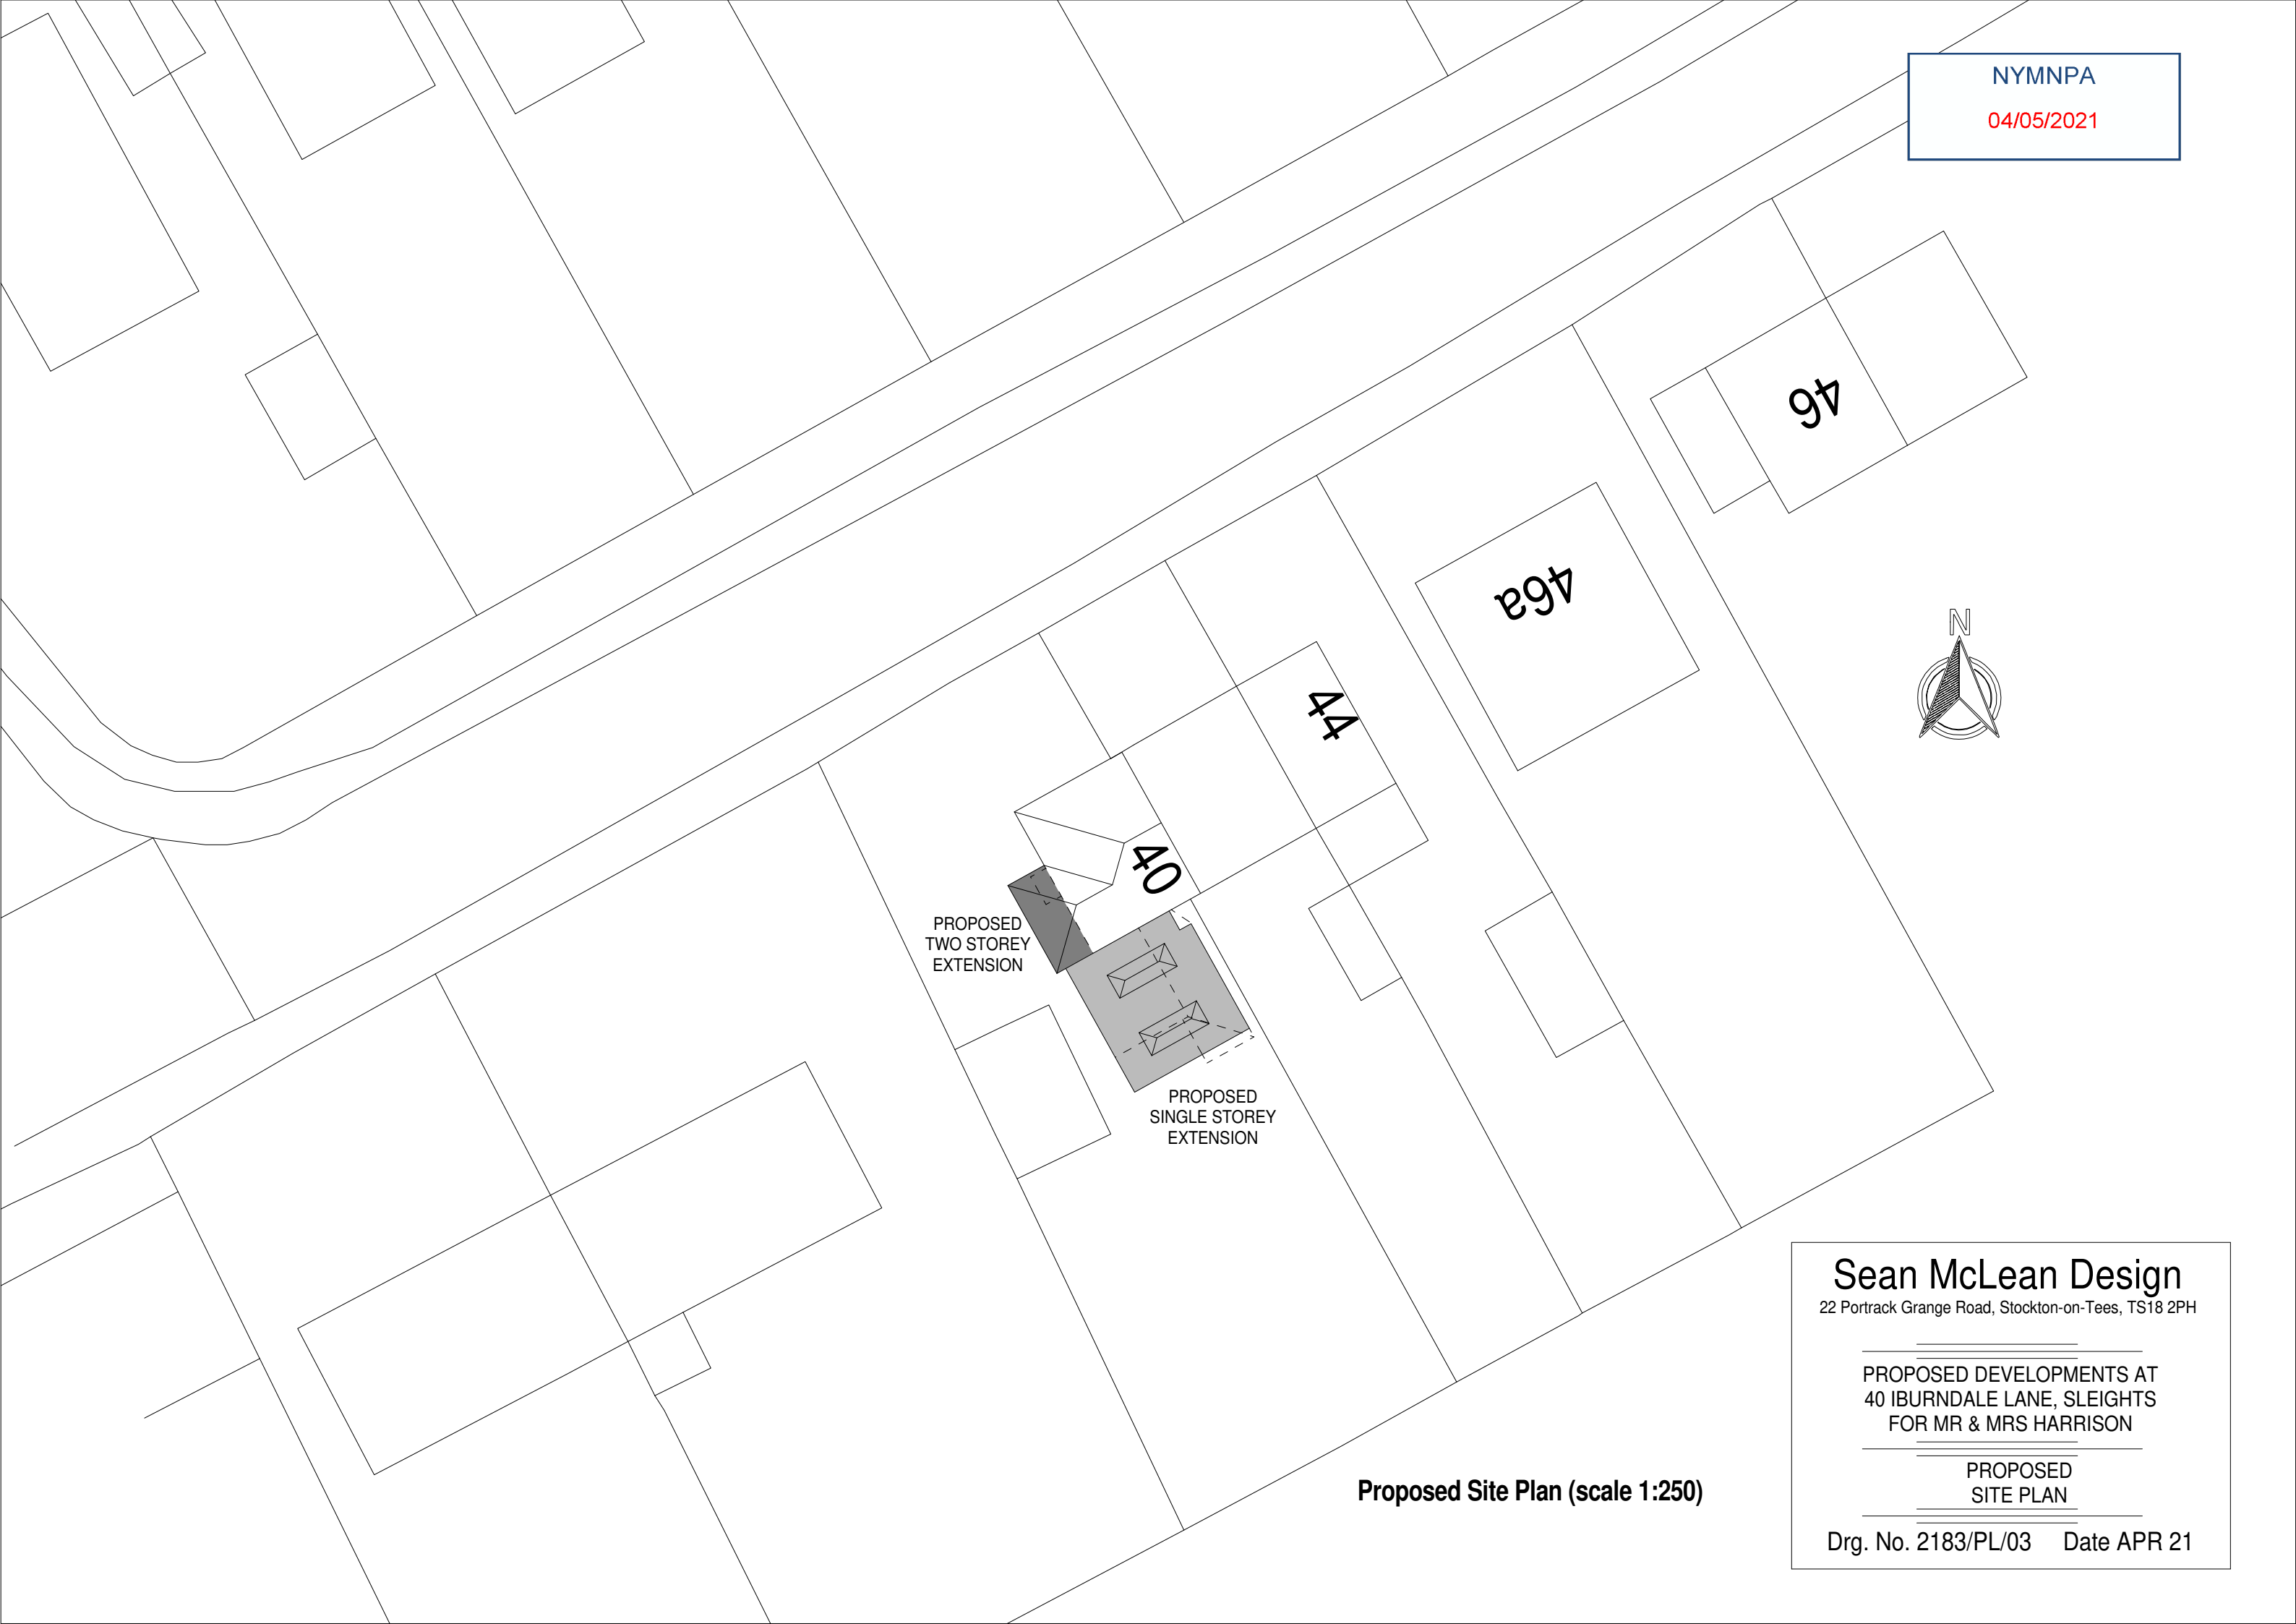 NYMNPA
04/05/2021
46
46a
N
44
40
PROPOSED
TWO STOREY
EXTENSION
PROPOSED
SINGLE STOREY
EXTENSION
Proposed Site Plan (scale 1:250)
Sean McLean Design
22 Portrack Grange Road, Stockton-on-Tees, TS18 2PH
PROPOSED DEVELOPMENTS AT
40 IBURNDALE LANE, SLEIGHTS
FOR MR & MRS HARRISON
PROPOSED
SITE PLAN
Drg. No. 2183/PL/03 Date APR 21